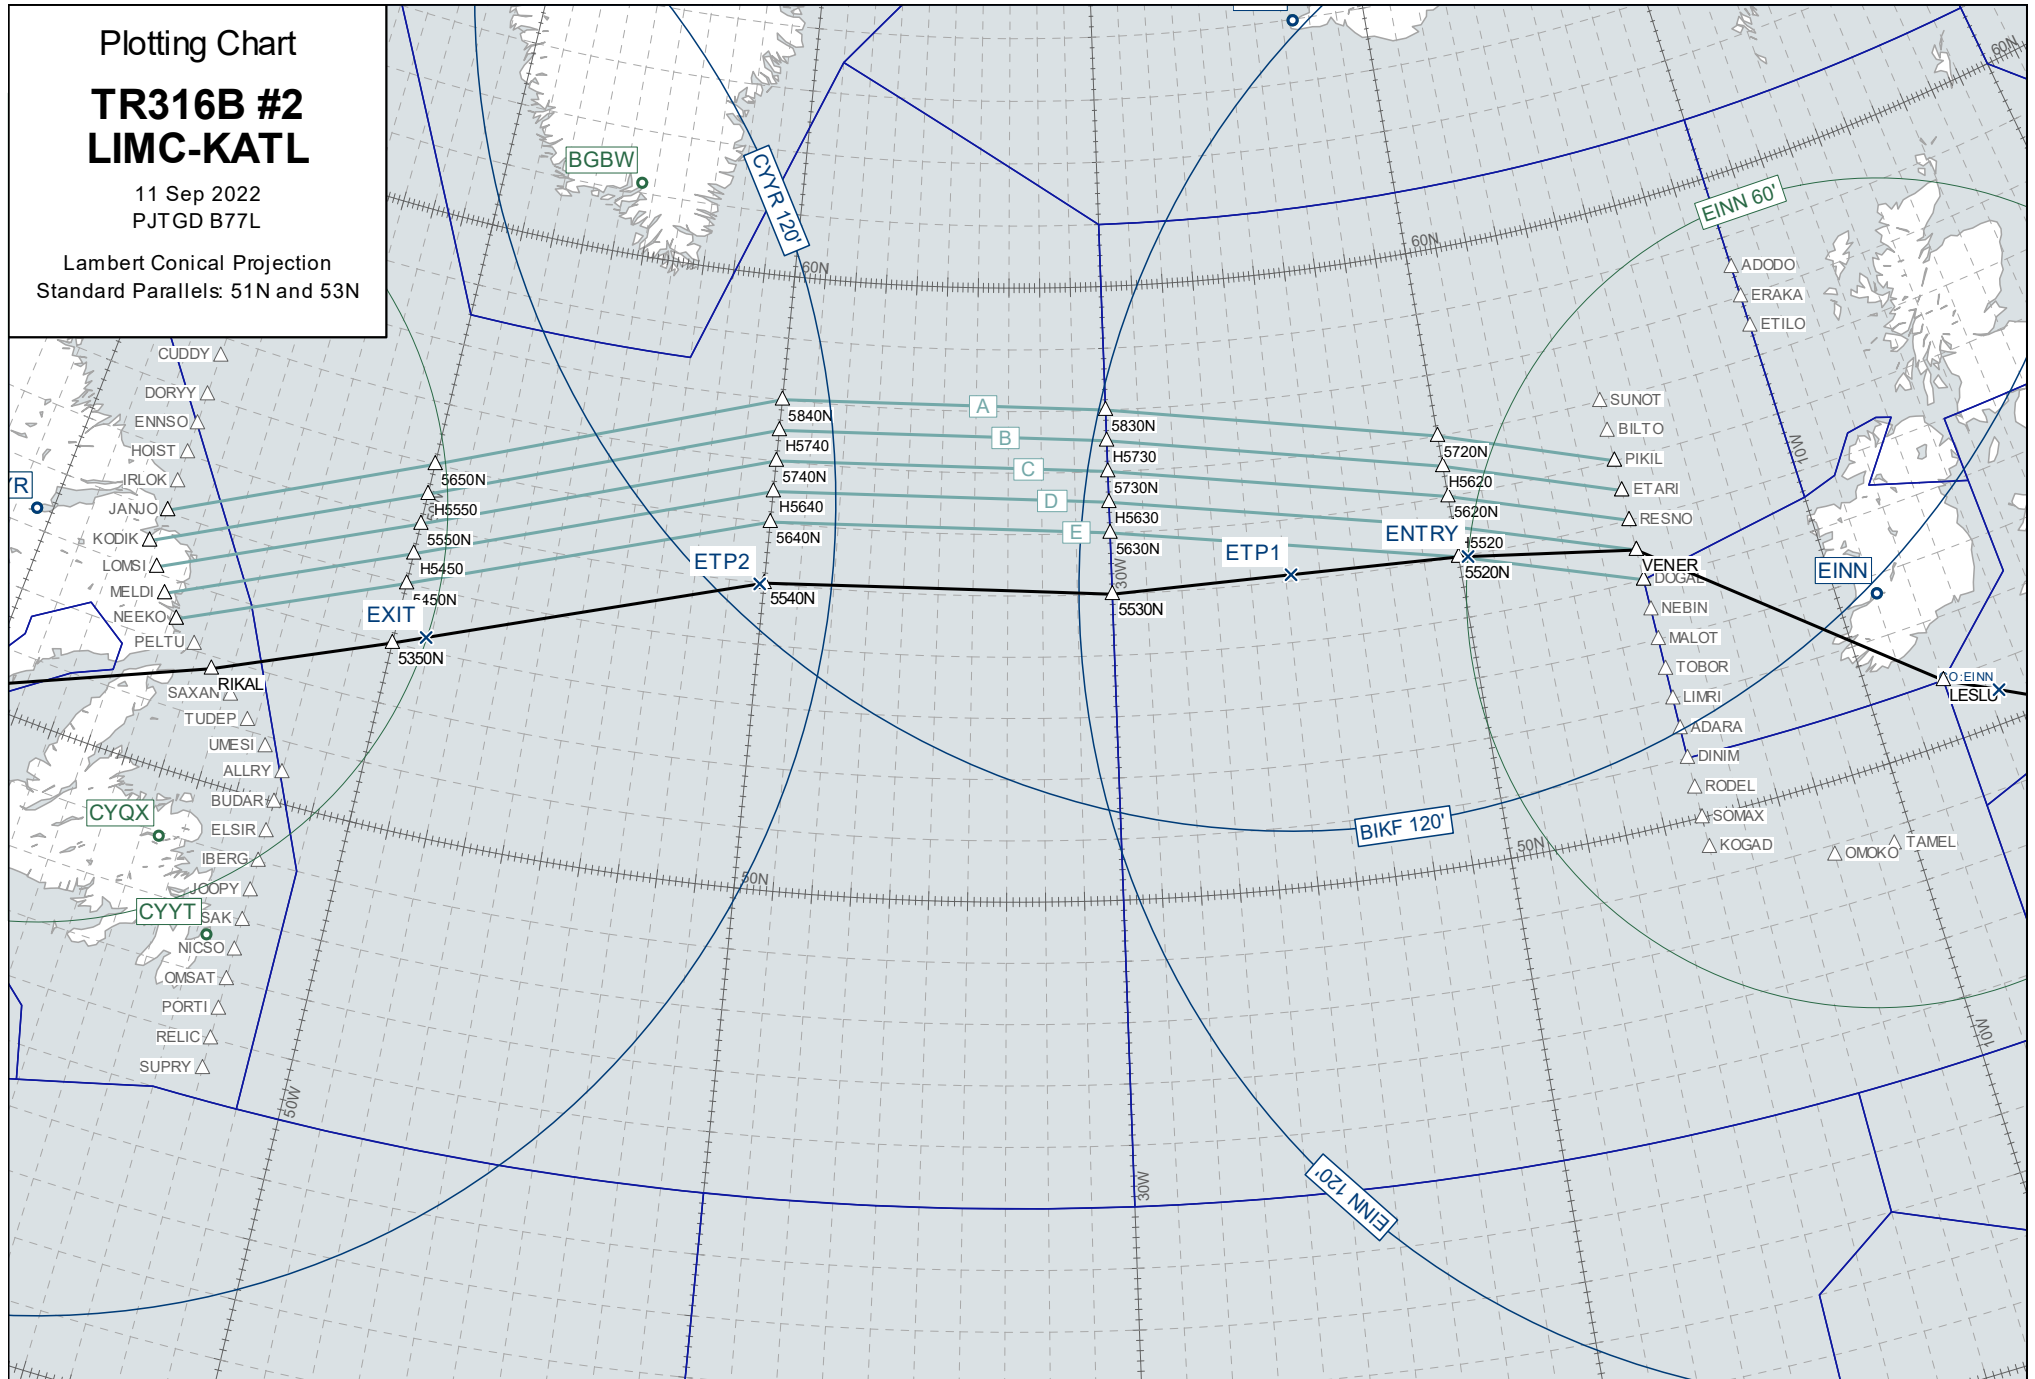 Plotting Chart
TR316B #2
LIMC-KATL
11 Sep 2022
PJTGD B77L
Lambert Conical Projection
Standard Parallels: 51N and 53N
BGBW
CYYR 120'
60N
60N
60N
EINN 60'
ADODO
ERAKA
ETILO
CUDDY
DORYY
ENNSO
HOIST
IRLOK
JANJO
KODIK
LOMSI
MELDI
NEEKO
PELTU
YR
A
B
C
D
E
5840N
H5740
5740N
H5640
5640N
5540N
5830N
H5730
5730N
H5630
5630N
5530N
5720N
H5620
5620N
H5520
5520N
5650N
H5550
5550N
H5450
5450N
5350N
SUNOT
BILTO
PIKIL
ETARI
RESNO
VENER
DOGAL
NEBIN
MALOT
TOBOR
LIMRI
ADARA
DINIM
RODEL
SOMAX
KOGAD
OMOKO
TAMEL
10W
EINN
ENTRY
ETP1
ETP2
EXIT
30W
O:EINN
LESLU
RIKAL
SAXAN
TUDEP
UMESI
ALLRY
BUDAR
ELSIR
IBERG
JOOPY
SAK
NICSO
OMSAT
PORTI
RELIC
SUPRY
CYQX
CYYT
BIKF 120'
50N
50N
10W
50W
30W
EINN 120'